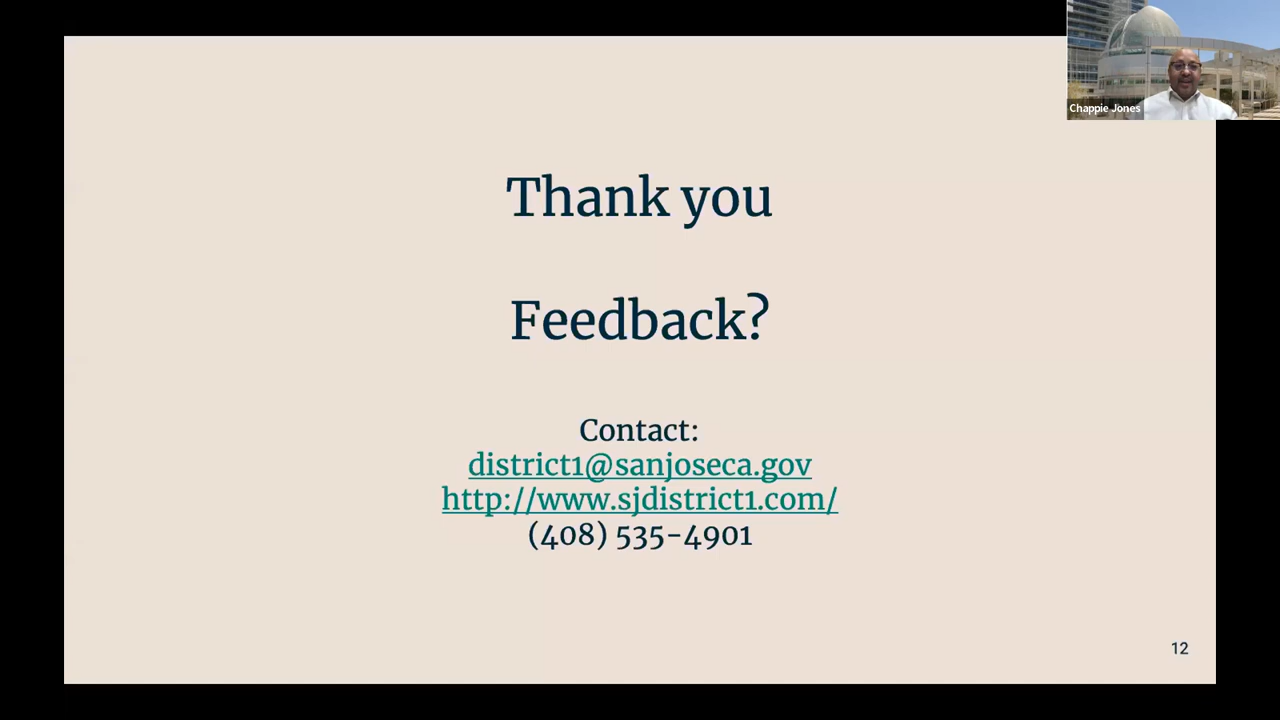 Chappie Jones
Thank you
Feedback?
Contact:
district1@sanjoseca.gov
http://www.sjdistrict1.com/
(408) 535-4901
12